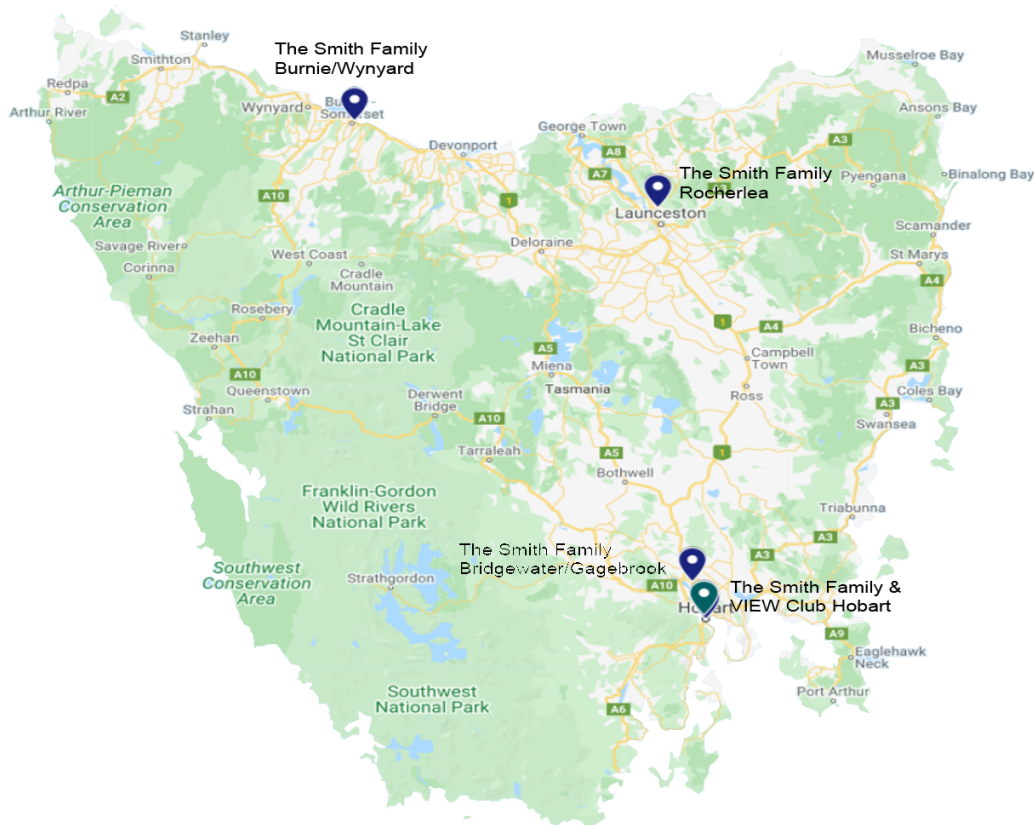 Stanley
The Smith Family
Burnie/Wynyard
Smithton
Musselroe Bay
Redpa
A2
Arthur River
Wynyard
Somerset
Ansons Bay
George Town
Devonport
A8
A3
A7
The Smith Family
Rocherlea
Pyengana
Binalong Bay
Arthur-Pieman
Conservation
Area
A10
1
Launceston
Scamander
Savage River
Deloraine
West Coast
St Marys
Corinna
Cradle
Mountain
A4
Rosebery
Cradle
Mountain-Lake
St Clair
National Park
1
A4
Zeehan
Bicheno
A5
Miena
Campbell
Town
A3
A10
Tasmania
Queenstown
Derwent
Bridge
Ross
Coles Bay
Strahan
A10
A3
Swansea
Tarraleah
A5
1
Bothwell
Franklin-Gordon
Wild Rivers
National Park
Triabunna
A3
The Smith Family
Bridgewater/Gagebrook
A3
Southwest
Conservation
Area
Strathgordon
A10
The Smith Family &
VIEW Club Hobart
Hobart
A9
Eaglehawk
Neck
Southwest
National Park
Port Arthur
A6